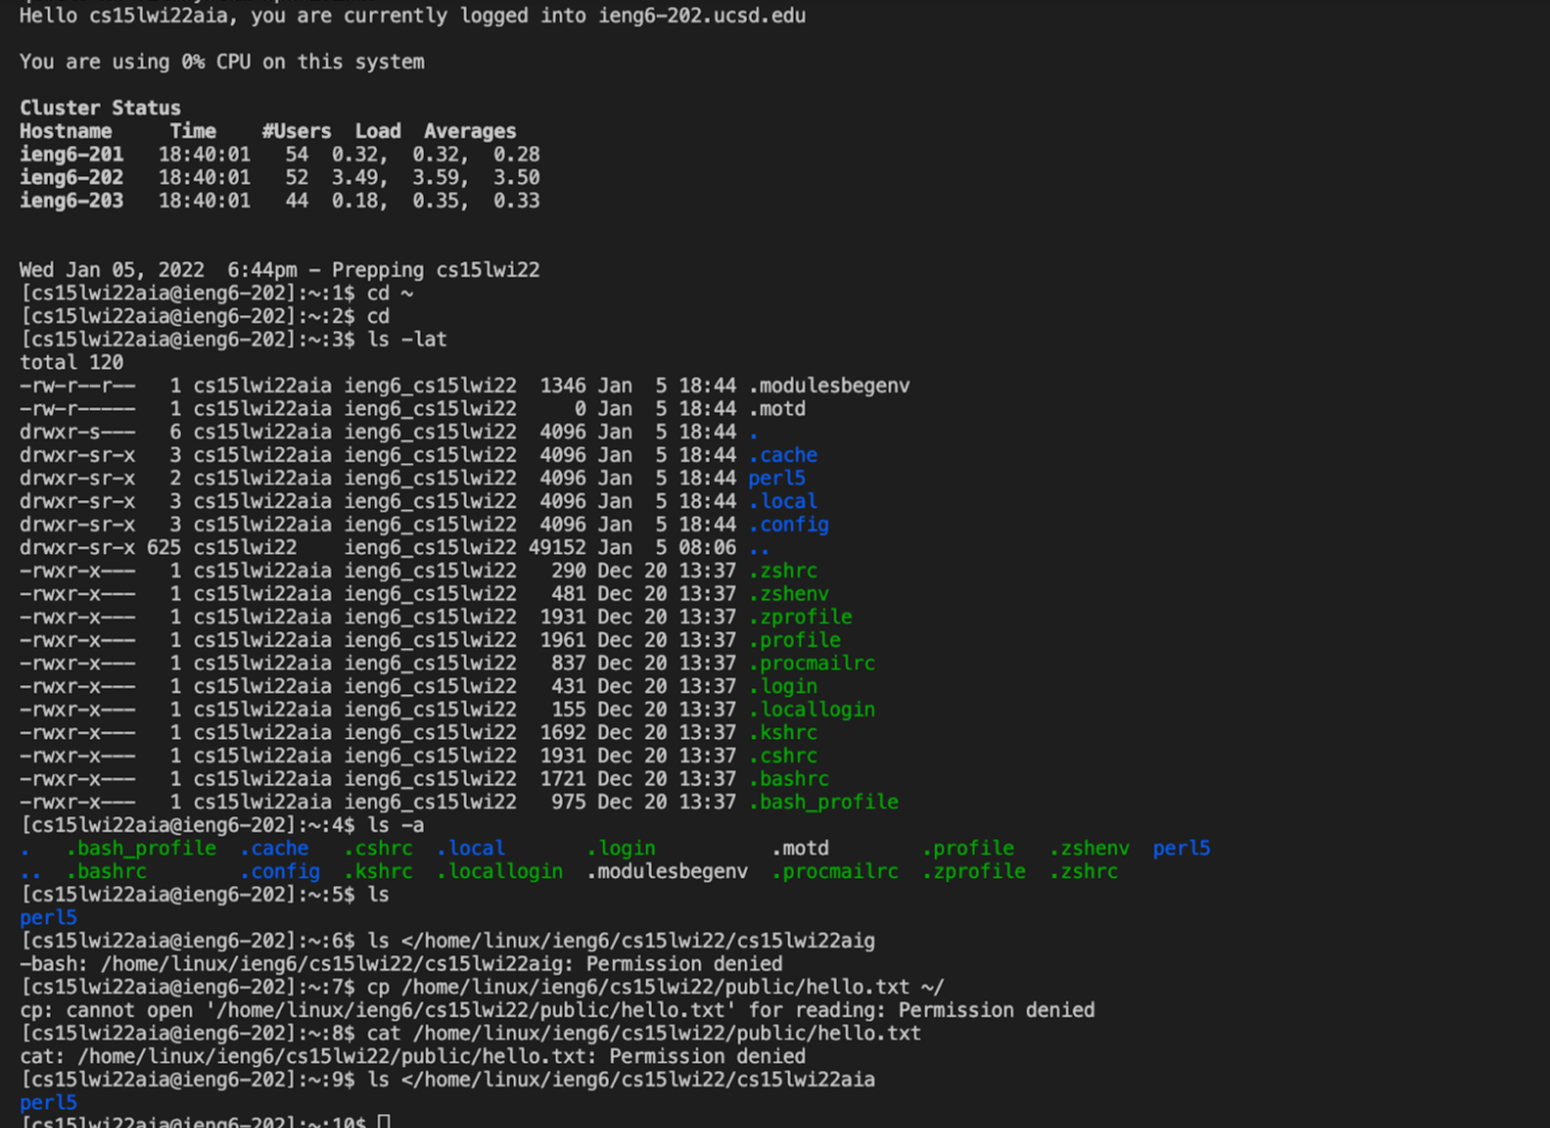 Hello cs15lwi22aia, you are currently logged into ieng6-202.ucsd.edu
You are using 0% CPU on this system
Cluster Status
Hostname     Time    #Users  Load  Averages
ieng6-201   18:40:01   54  0.32,  0.32,  0.28
ieng6-202   18:40:01   52  3.49,  3.59,  3.50
ieng6-203   18:40:01   44  0.18,  0.35,  0.33
Wed Jan 05, 2022  6:44pm - Prepping cs15lwi22
[cs15lwi22aia@ieng6-202]:~:1$ cd ~
[cs15lwi22aia@ieng6-202]:~:2$ cd
[cs15lwi22aia@ieng6-202]:~:3$ ls -lat
total 120
-rw-r--r--   1 cs15lwi22aia ieng6_cs15lwi22  1346 Jan  5 18:44 .modulesbegenv
-rw-r-----   1 cs15lwi22aia ieng6_cs15lwi22     0 Jan  5 18:44 .motd
drwxr-s---   6 cs15lwi22aia ieng6_cs15lwi22  4096 Jan  5 18:44 .
drwxr-sr-x   3 cs15lwi22aia ieng6_cs15lwi22  4096 Jan  5 18:44 .cache
drwxr-sr-x   2 cs15lwi22aia ieng6_cs15lwi22  4096 Jan  5 18:44 perl5
drwxr-sr-x   3 cs15lwi22aia ieng6_cs15lwi22  4096 Jan  5 18:44 .local
drwxr-sr-x   3 cs15lwi22aia ieng6_cs15lwi22  4096 Jan  5 18:44 .config
drwxr-sr-x 625 cs15lwi22    ieng6_cs15lwi22 49152 Jan  5 08:06 ..
-rwxr-x---   1 cs15lwi22aia ieng6_cs15lwi22   290 Dec 20 13:37 .zshrc
-rwxr-x---   1 cs15lwi22aia ieng6_cs15lwi22   481 Dec 20 13:37 .zshenv
-rwxr-x---   1 cs15lwi22aia ieng6_cs15lwi22  1931 Dec 20 13:37 .zprofile
-rwxr-x---   1 cs15lwi22aia ieng6_cs15lwi22  1961 Dec 20 13:37 .profile
-rwxr-x---   1 cs15lwi22aia ieng6_cs15lwi22   837 Dec 20 13:37 .procmailrc
-rwxr-x---   1 cs15lwi22aia ieng6_cs15lwi22   431 Dec 20 13:37 .login
-rwxr-x---   1 cs15lwi22aia ieng6_cs15lwi22   155 Dec 20 13:37 .locallogin
-rwxr-x---   1 cs15lwi22aia ieng6_cs15lwi22  1692 Dec 20 13:37 .kshrc
-rwxr-x---   1 cs15lwi22aia ieng6_cs15lwi22  1931 Dec 20 13:37 .cshrc
-rwxr-x---   1 cs15lwi22aia ieng6_cs15lwi22  1721 Dec 20 13:37 .bashrc
-rwxr-x---   1 cs15lwi22aia ieng6_cs15lwi22   975 Dec 20 13:37 .bash_profile
[cs15lwi22aia@ieng6-202]:~:4$ ls -a
.   .bash_profile  .cache   .cshrc  .local       .login          .motd        .profile   .zshenv  perl5
..  .bashrc        .config  .kshrc  .locallogin  .modulesbegenv  .procmailrc  .zprofile  .zshrc
[cs15lwi22aia@ieng6-202]:~:5$ ls
perl5
[cs15lwi22aia@ieng6-202]:~:6$ ls </home/linux/ieng6/cs15lwi22/cs15lwi22aig
-bash: /home/linux/ieng6/cs15lwi22/cs15lwi22aig: Permission denied
[cs15lwi22aia@ieng6-202]:~:7$ cp /home/linux/ieng6/cs15lwi22/public/hello.txt ~/
cp: cannot open '/home/linux/ieng6/cs15lwi22/public/hello.txt' for reading: Permission denied
[cs15lwi22aia@ieng6-202]:~:8$ cat /home/linux/ieng6/cs15lwi22/public/hello.txt
cat: /home/linux/ieng6/cs15lwi22/public/hello.txt: Permission denied
[cs15lwi22aia@ieng6-202]:~:9$ ls </home/linux/ieng6/cs15lwi22/cs15lwi22aia
perl5
[cs15lwi22aia@ieng6-202]:~:10$